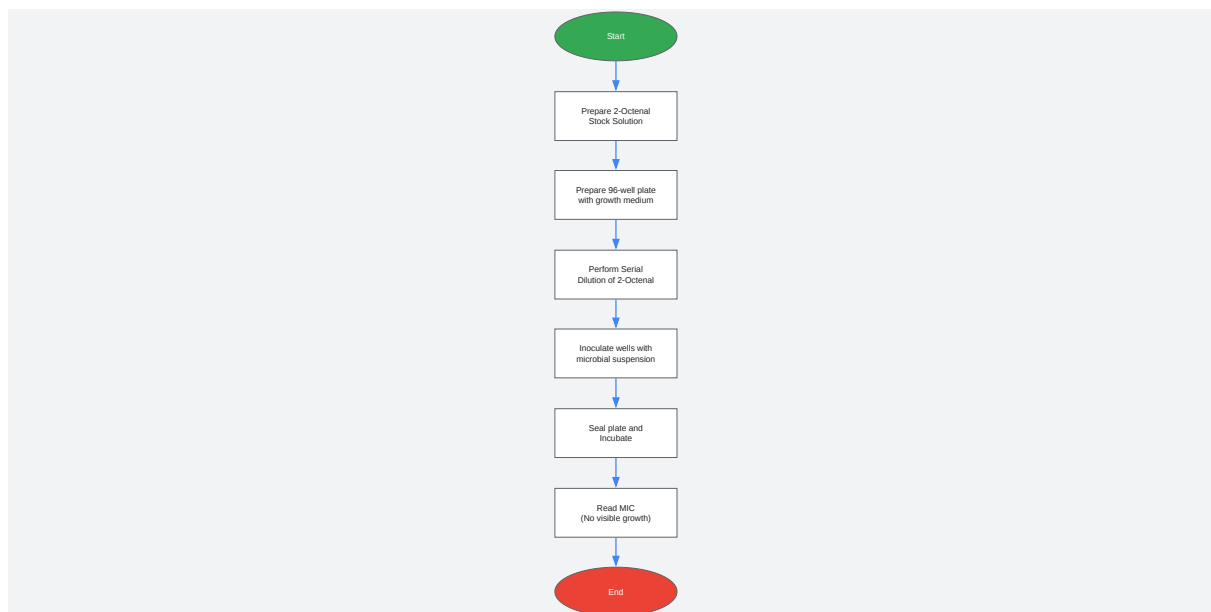 Start
Prepare 2-Octenal
Stock Solution
Prepare 96-well plate
with growth medium
Perform Serial
Dilution of 2-Octenal
Inoculate wells with
microbial suspension
Seal plate and
Incubate
Read MIC
(No visible growth)
End